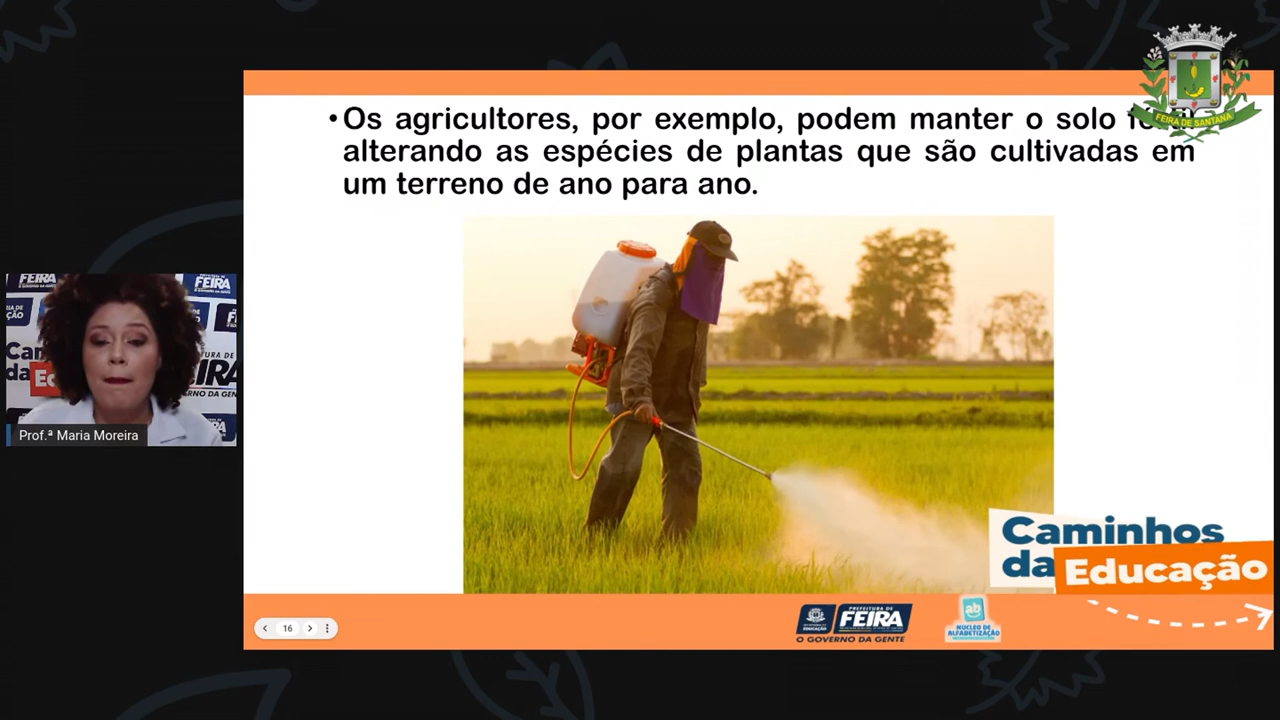 • Os agricultores, por exemplo, podem manter o solo
alterando as espécies de plantas que são cultivadas em
um terreno de ano para ano.
FEIRA DE SANTANA
FEIRA
FEIRA
Prof.ª Maria Moreira
Caminhos
da Educação
16
PREFEITURA DE
EDUCAÇÃO
FEIRA
O GOVERNO DA GENTE
ab
NÚCLEO DE
ALFABETIZAÇÃO